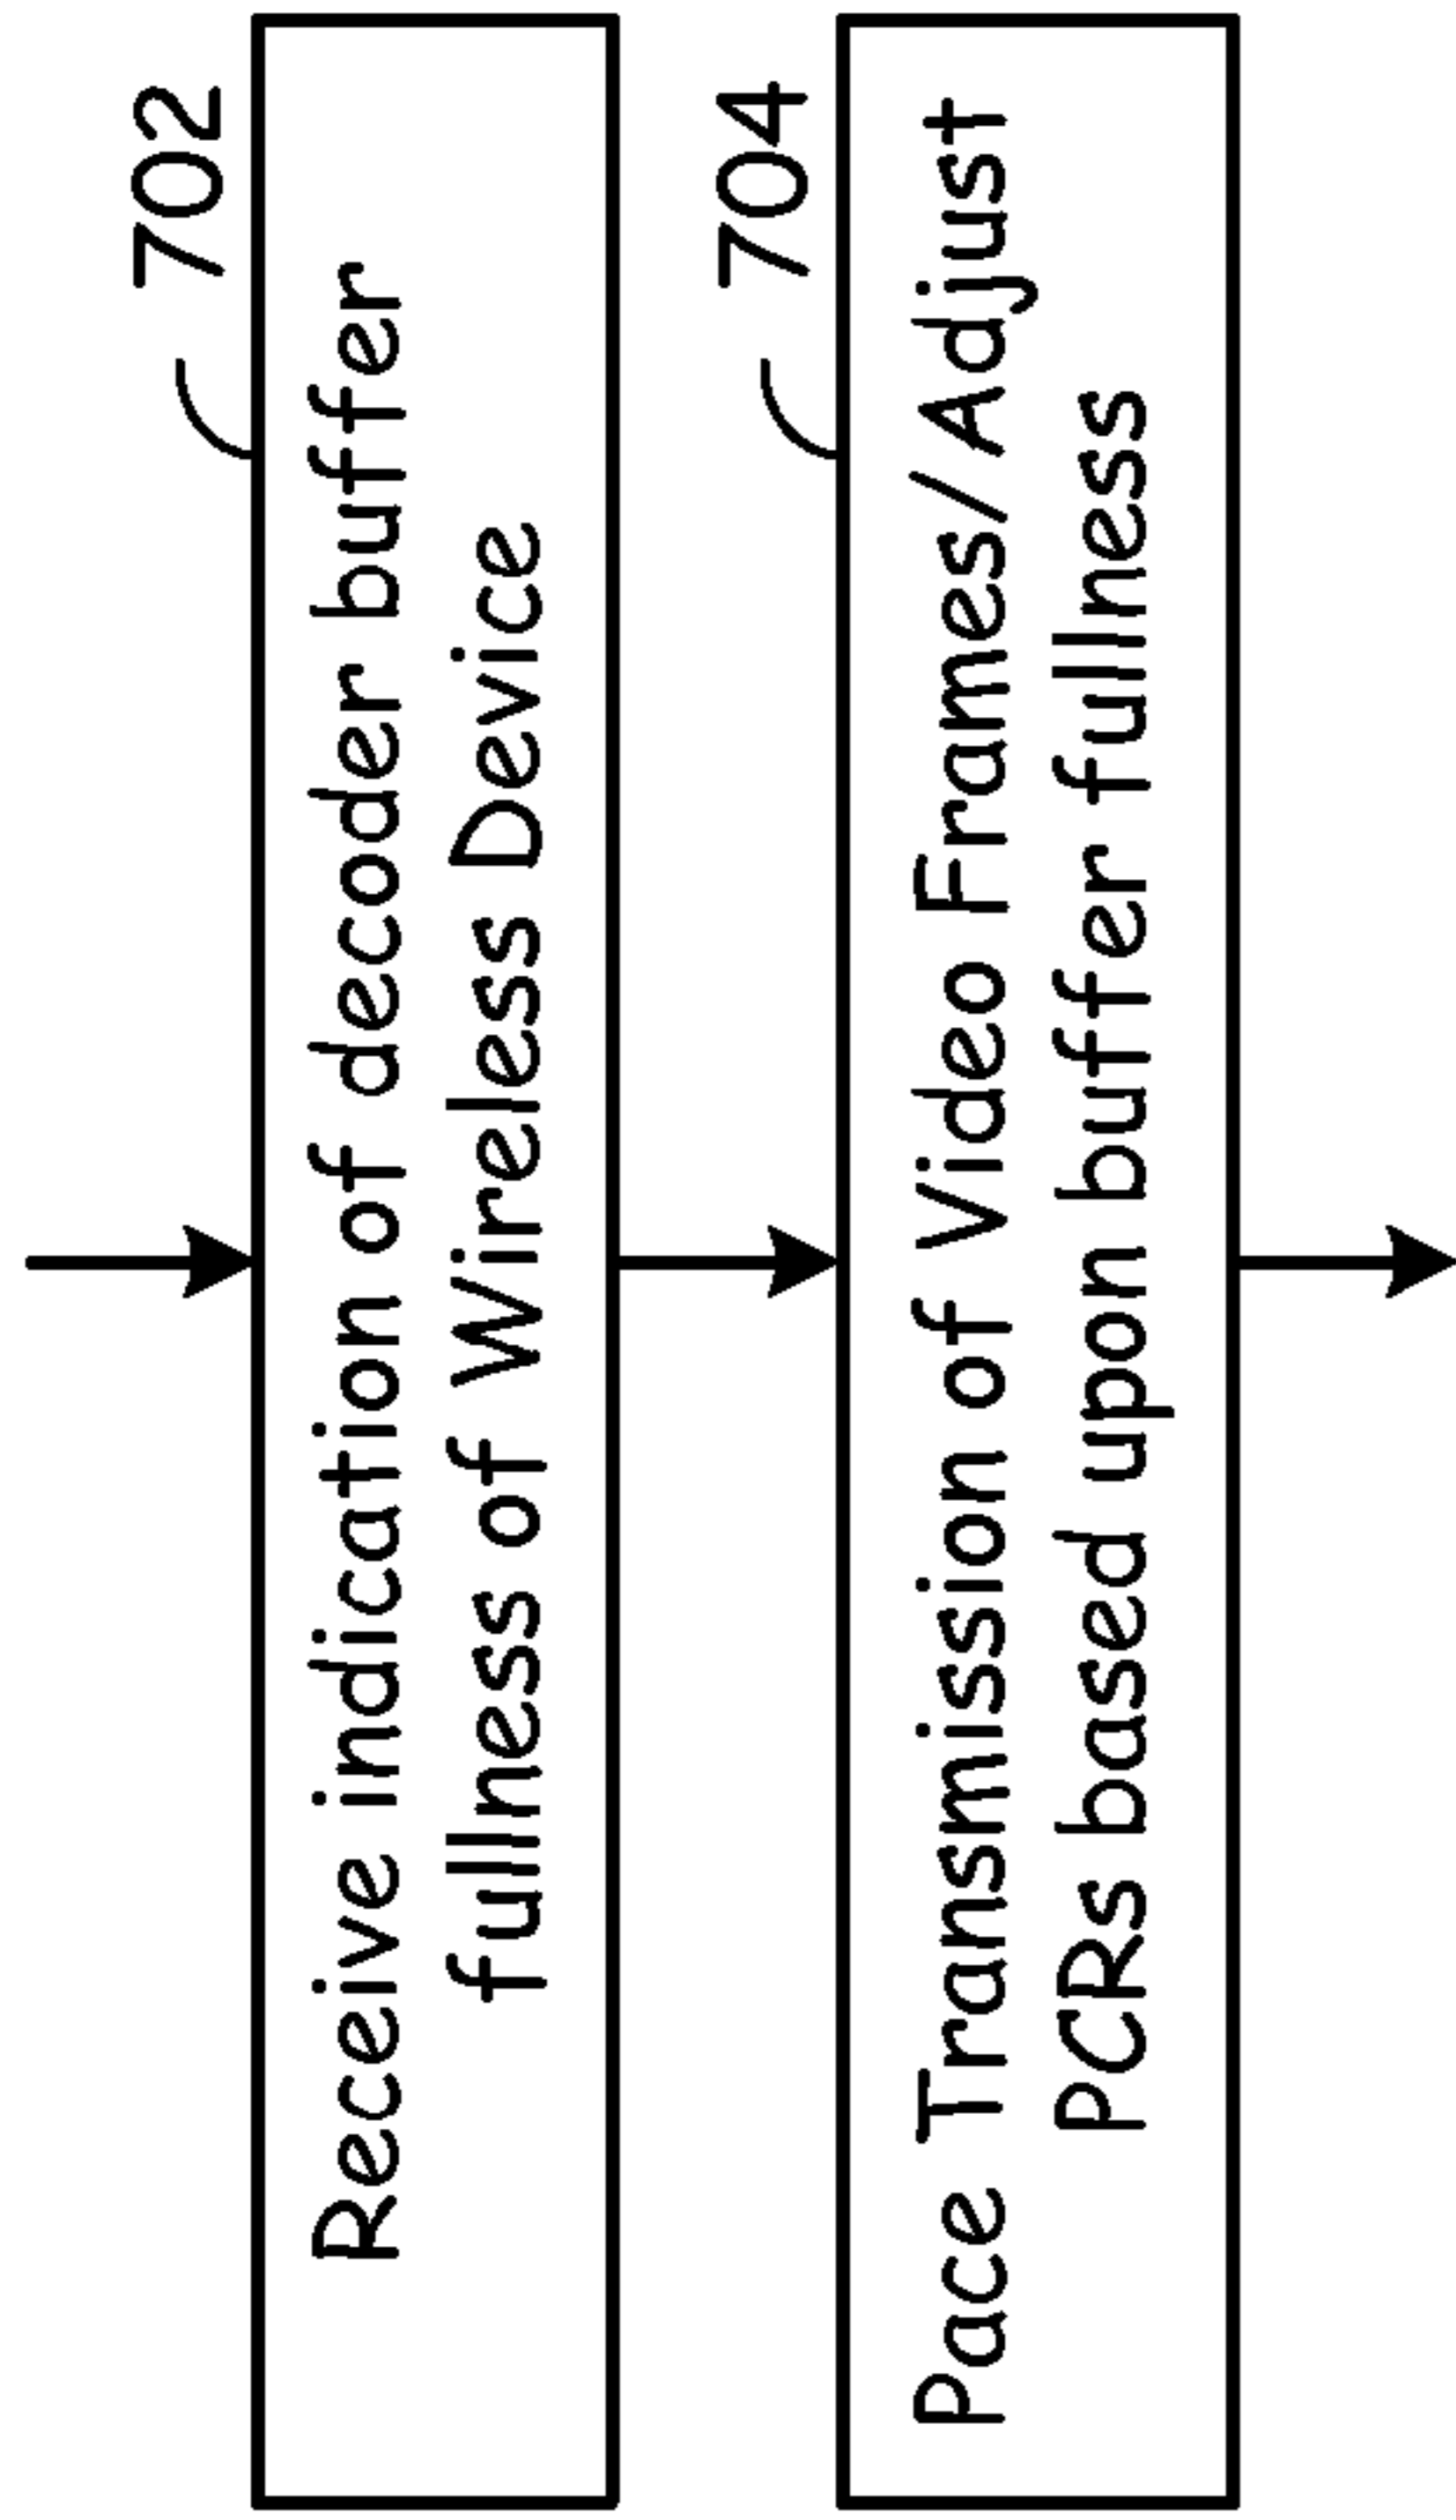 702
Receive indication of decoder buffer
fullness of Wireless Device
704
Pace Transmission of Video Frames/Adjust
PCRs based upon buffer fullness